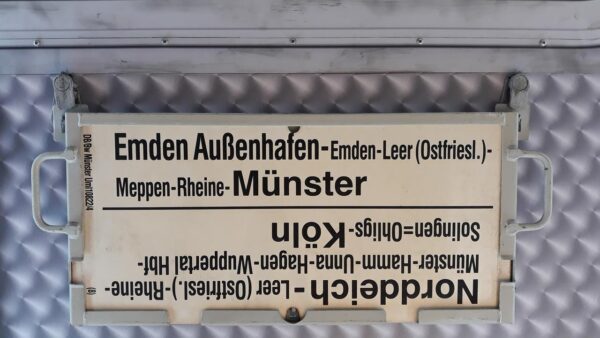 Emden Außenhafen-Emden-Leer (Ostfriesl.)-
Meppen-Rheine-Münster
Norddeich-Leer (Ostfriesl.)-Rheine-
Münster-Hamm-Unna-Hagen-Wuppertal Hbf-
Solingen=Ohligs-Köln
(6)